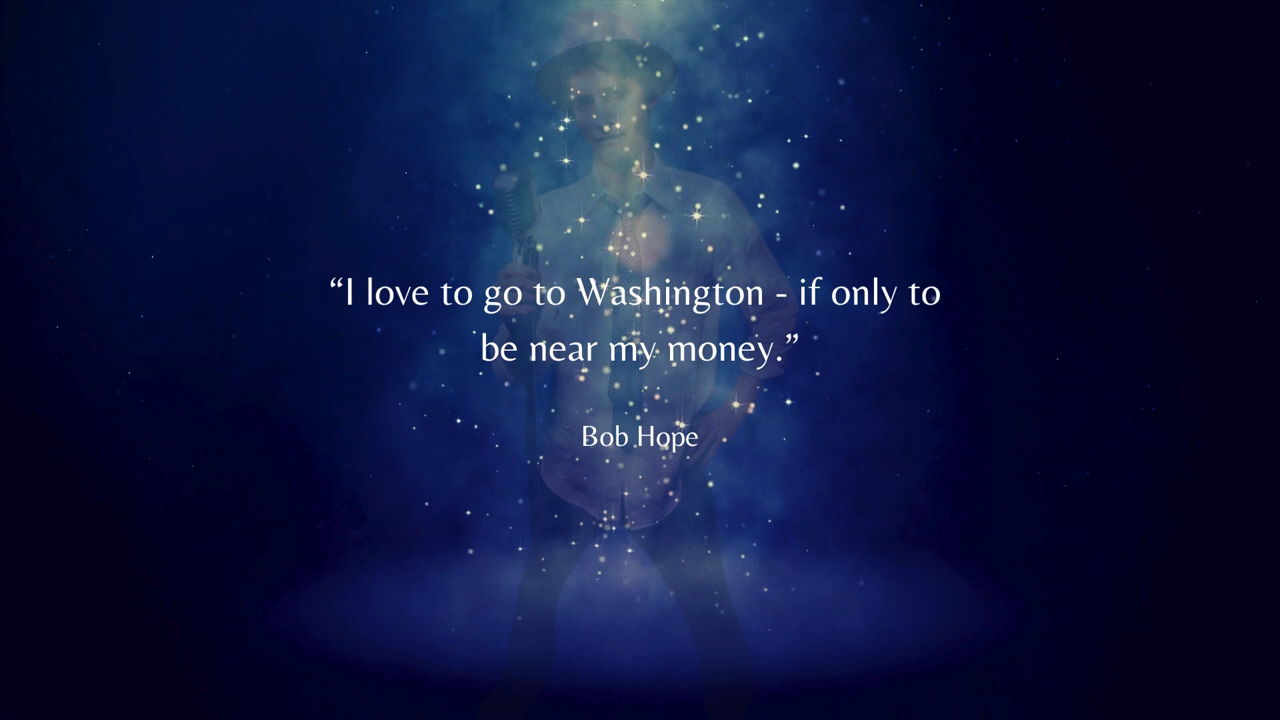 “I love to go to Washington - if only to
be near my money.”
Bob Hope